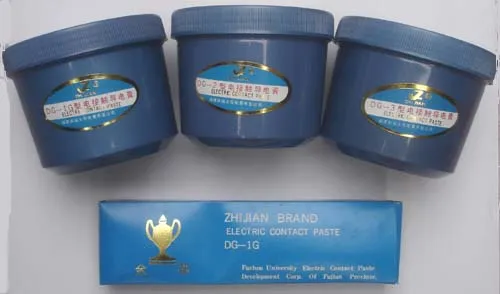 ZHIJIAN
DG-1G型电接触导电膏
ELECTRIC CONTACT PASTE
DG-2型电接触导电膏
ELECTRIC CONTACT
DG-3型电接触导电膏
ELECTRIC CONTACT PASTE
ZHIJIAN BRAND
ELECTRIC CONTACT PASTE
DG-1G
Fuzhou University Electric Contact Paste
Development Corp. Of Fujian Province.